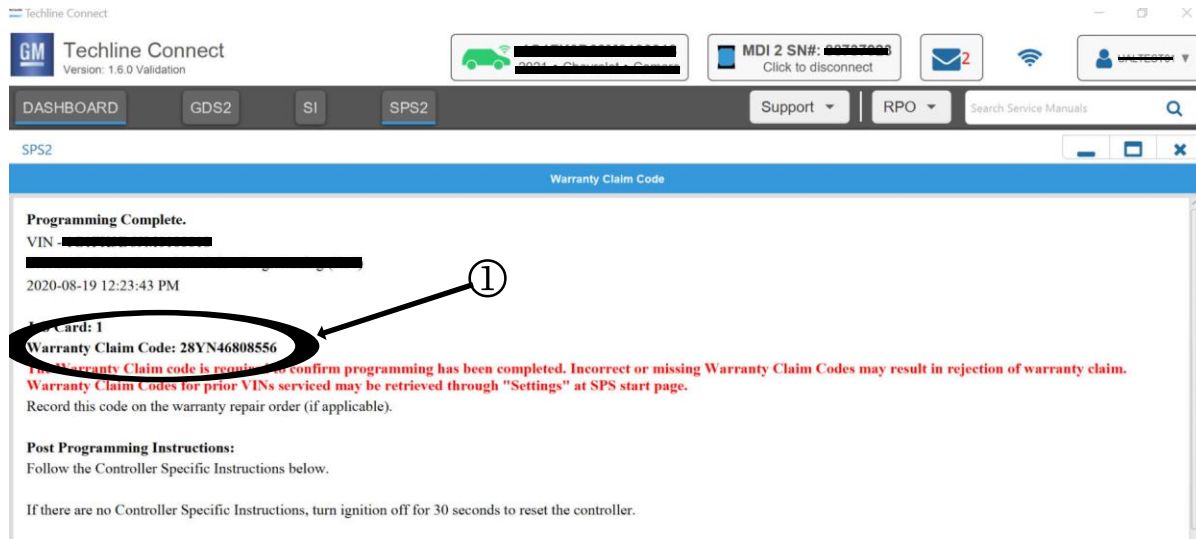 Techline Connect
GM
Techline Connect
Version: 1.6.0 Validation
MDI 2 SN#:
Click to disconnect
2
DASHBOARD GDS2 SI SPS2 Support RPO Search Service Manuals
SPS2
Warranty Claim Code
Programming Complete.
VIN -
2020-08-19 12:23:43 PM
1
Card: 1
Warranty Claim Code: 28YN46808556
The Warranty Claim code is required to confirm programming has been completed. Incorrect or missing Warranty Claim Codes may result in rejection of warranty claim.
Warranty Claim Codes for prior VINs serviced may be retrieved through "Settings" at SPS start page.
Record this code on the warranty repair order (if applicable).
Post Programming Instructions:
Follow the Controller Specific Instructions below.
If there are no Controller Specific Instructions, turn ignition off for 30 seconds to reset the controller.